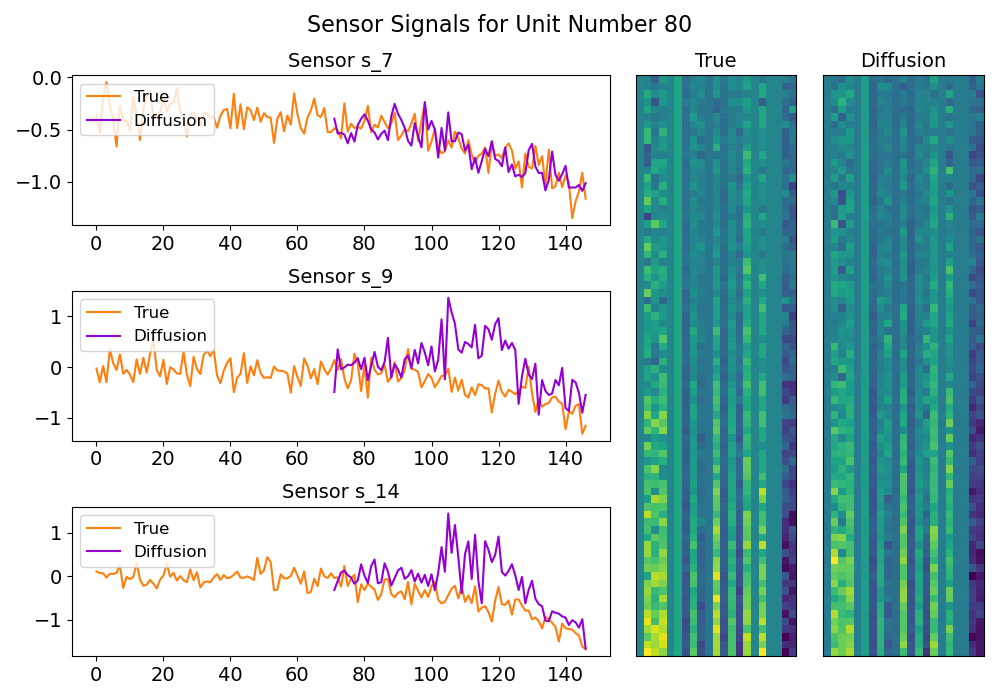 Sensor Signals for Unit Number 80
Sensor s_7
True
Diffusion
0.0
−0.5
−1.0
0 20 40 60 80 100 120 140
Sensor s_9
True
Diffusion
1
0
−1
0 20 40 60 80 100 120 140
Sensor s_14
True
Diffusion
1
0
−1
0 20 40 60 80 100 120 140
True
Diffusion